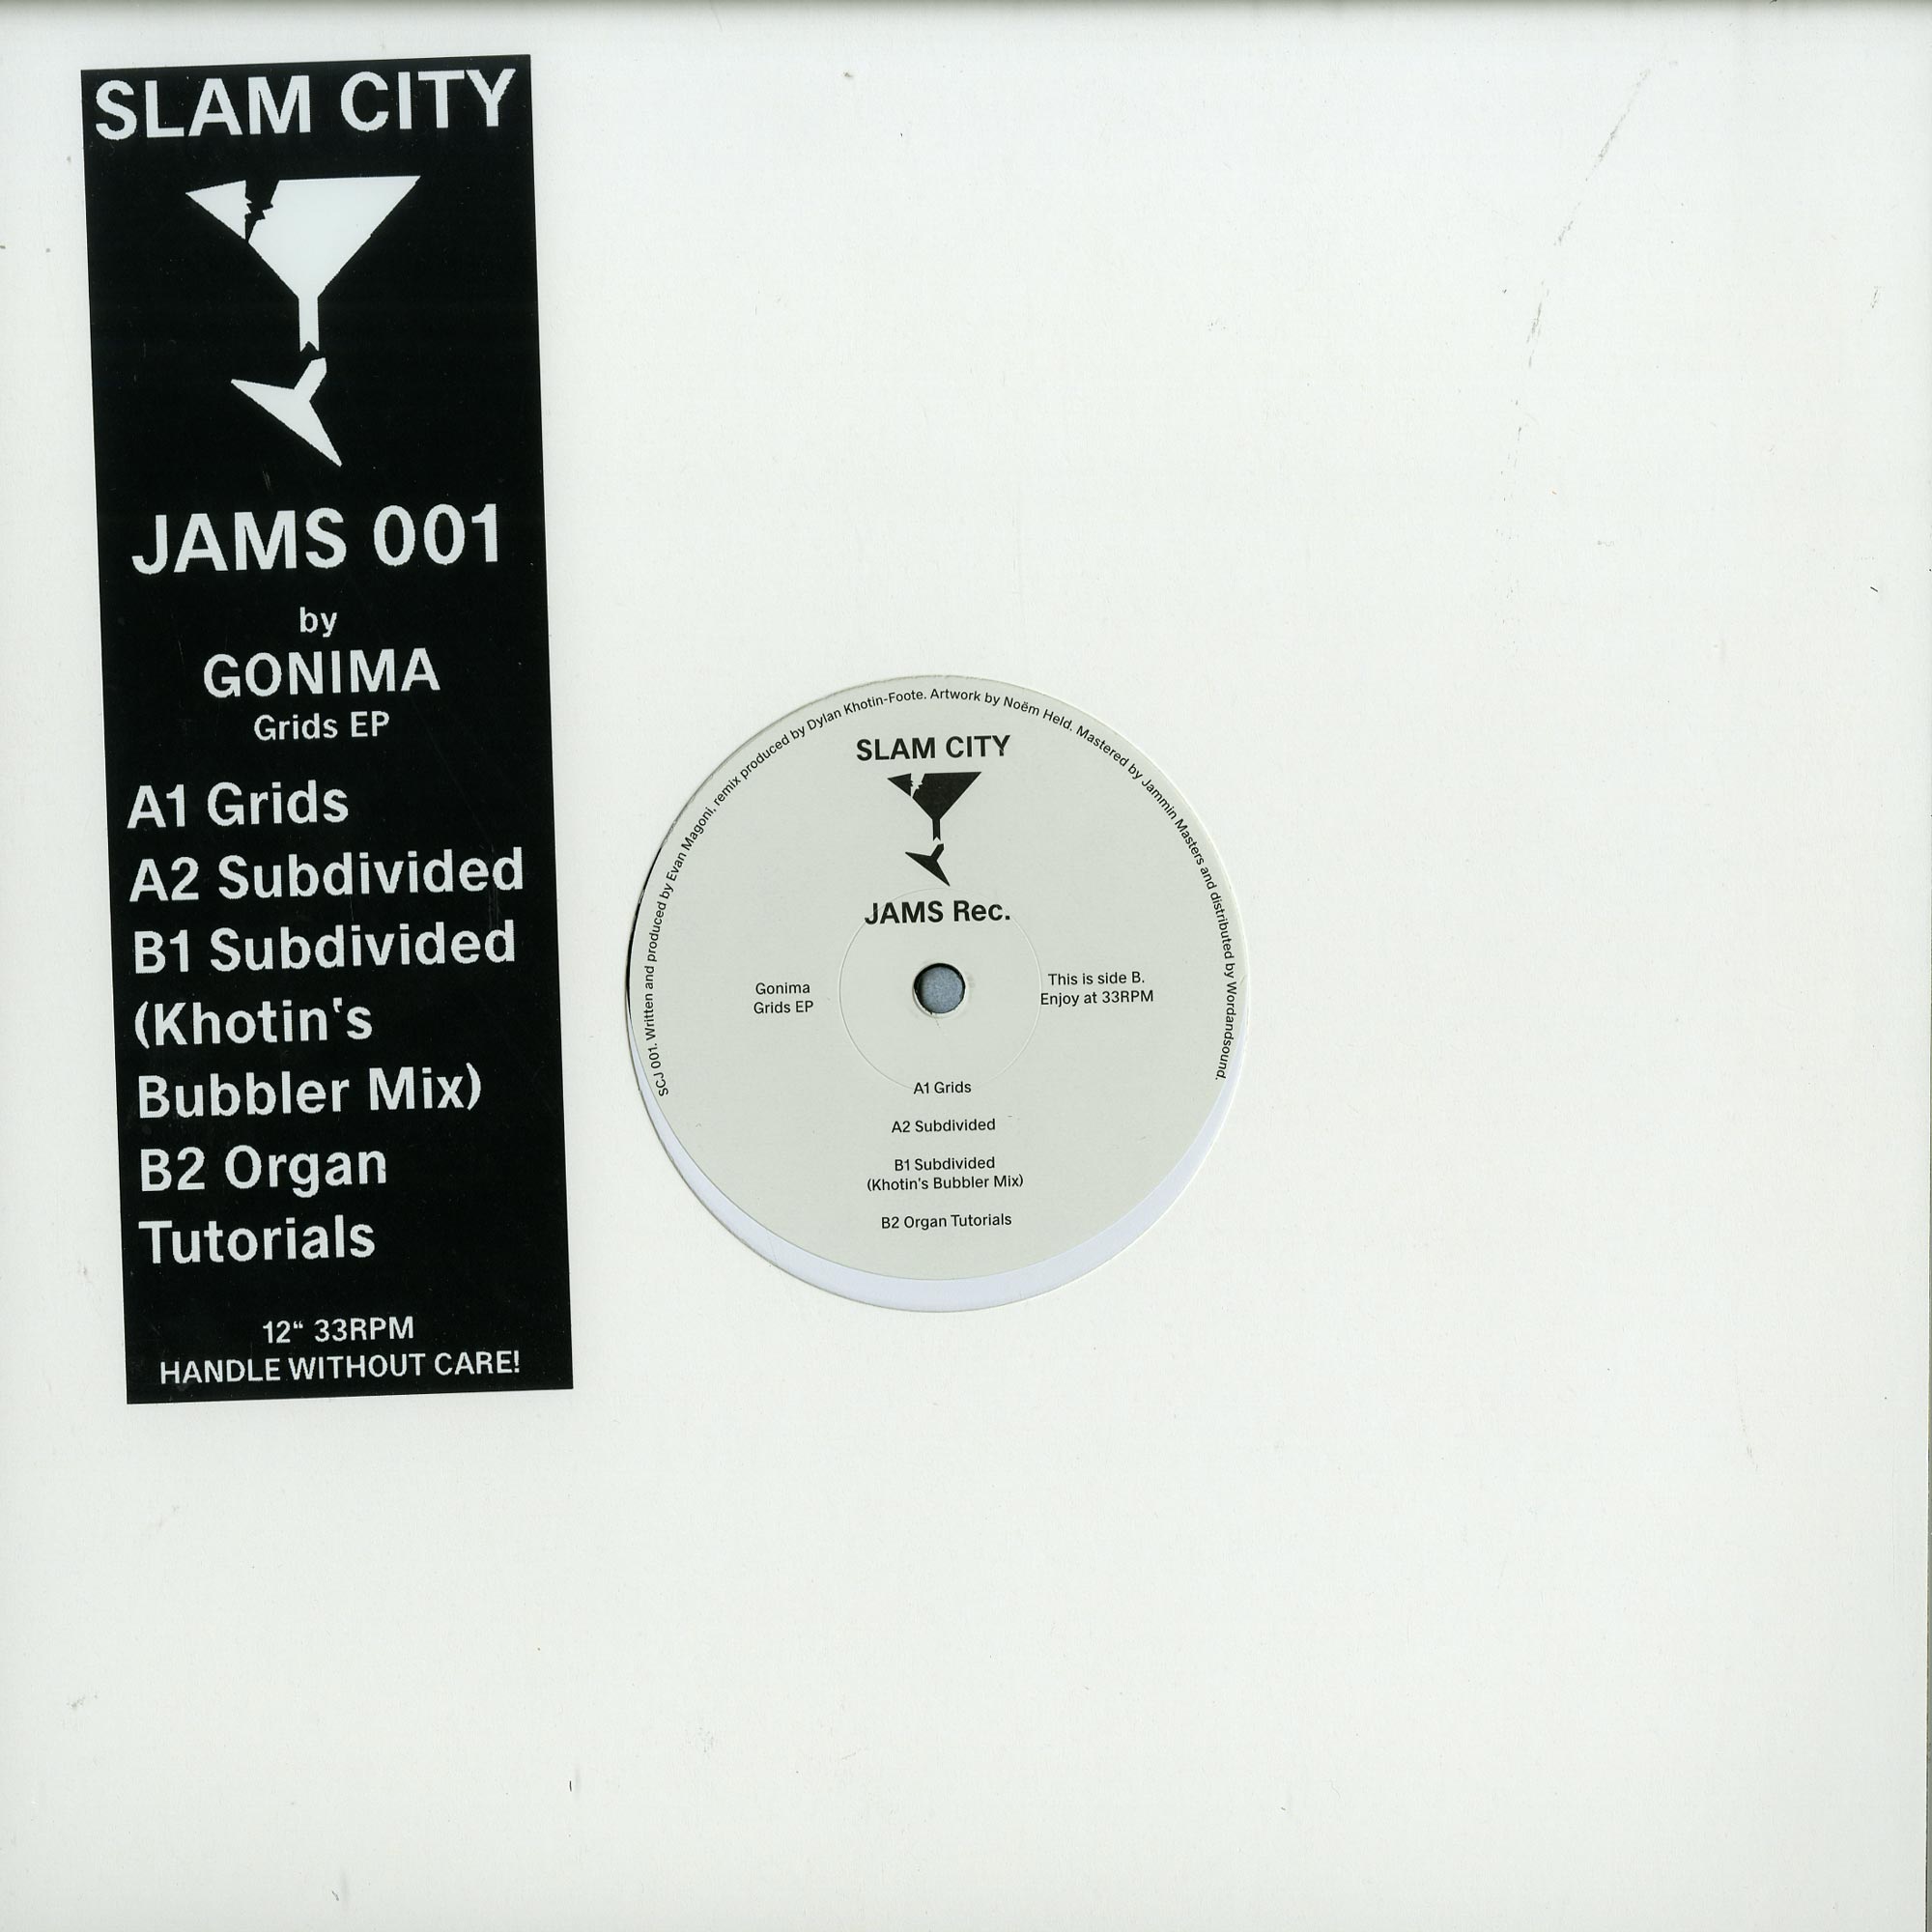 SLAM CITY
JAMS 001
by
GONIMA
Grids EP
A1 Grids
A2 Subdivided
B1 Subdivided
(Khotin‘s
Bubbler Mix)
B2 Organ
Tutorials
12“ 33RPM
HANDLE WITHOUT CARE!
SCJ 001. Written and produced by Evan Magoni, remix produced by Dylan Khotin-Foote. Artwork by Noëm Held. Mastered by Jammin Masters and distributed by Wordandsound.
SLAM CITY
JAMS Rec.
Gonima
Grids EP
This is side B.
Enjoy at 33RPM
A1 Grids
A2 Subdivided
B1 Subdivided
(Khotin's Bubbler Mix)
B2 Organ Tutorials